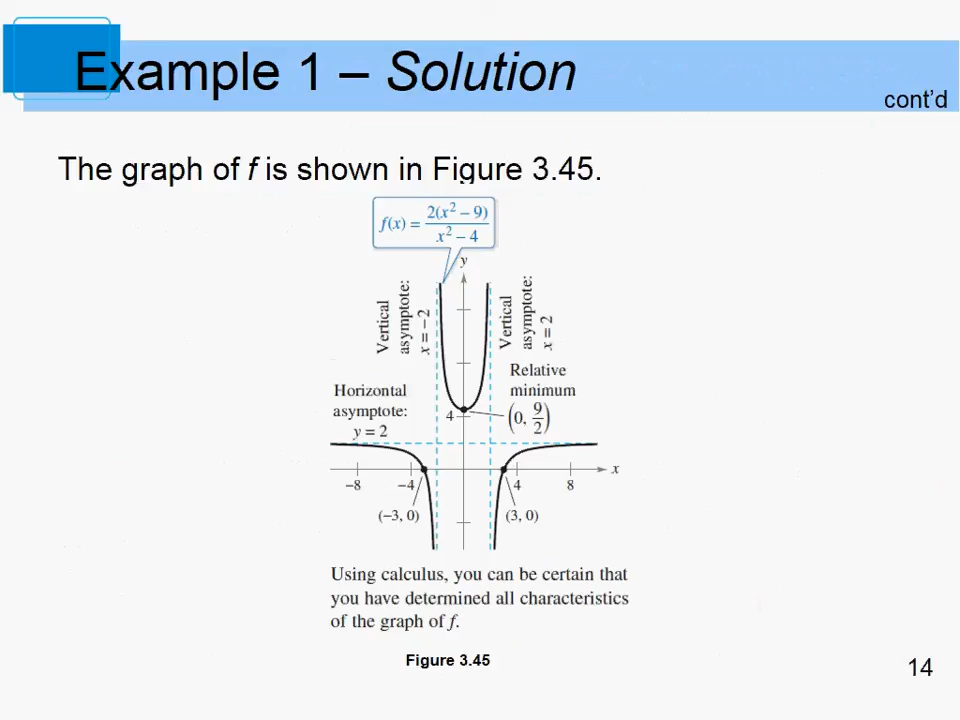 Example 1 – Solution
cont'd
The graph of f is shown in Figure 3.45.
f(x) = 2(x² – 9) / x² – 4
y
Vertical
asymptote:
x = −2
Vertical
asymptote:
x = 2
Relative
minimum
(0, 9/2)
Horizontal
asymptote:
y = 2
4
x
−8
−4
4
8
(−3, 0)
(3, 0)
Using calculus, you can be certain that
you have determined all characteristics
of the graph of f.
Figure 3.45
14